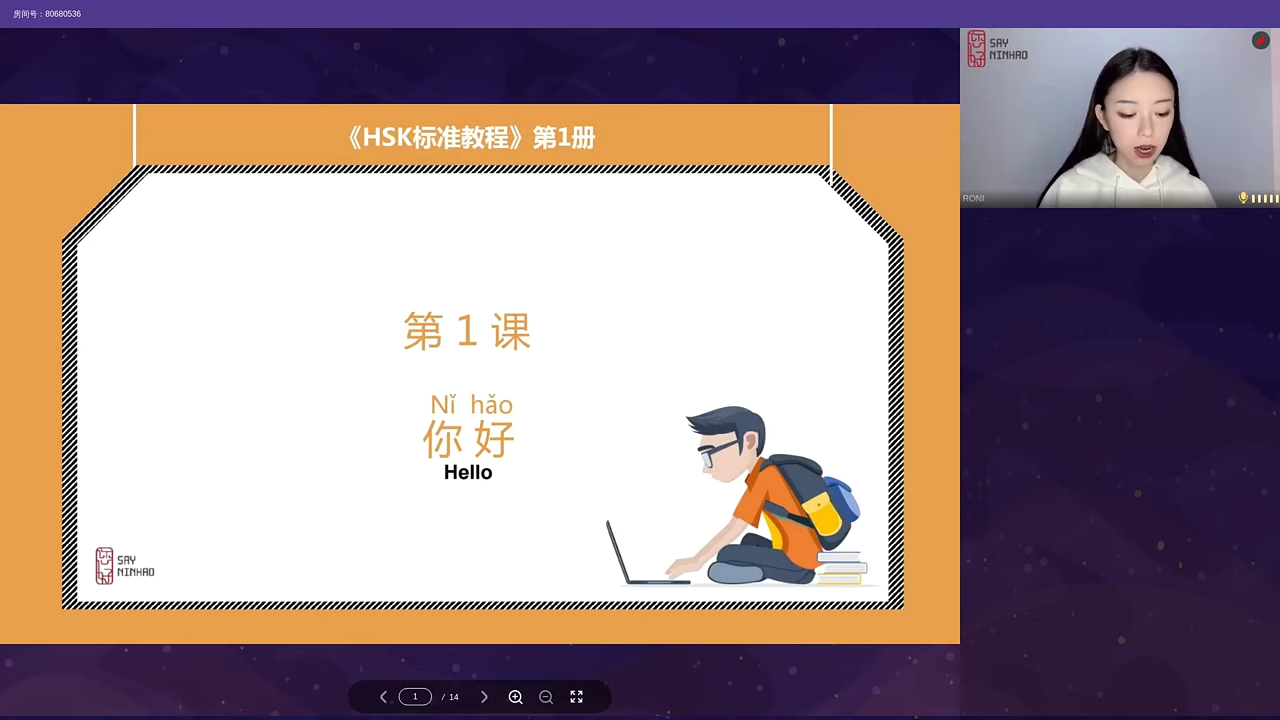 房间号：80680536
《HSK标准教程》第1册
第 1 课
Nǐ hǎo
你 好
Hello
SAY
NINHAO
1 / 14
SAY
NINHAO
RONI